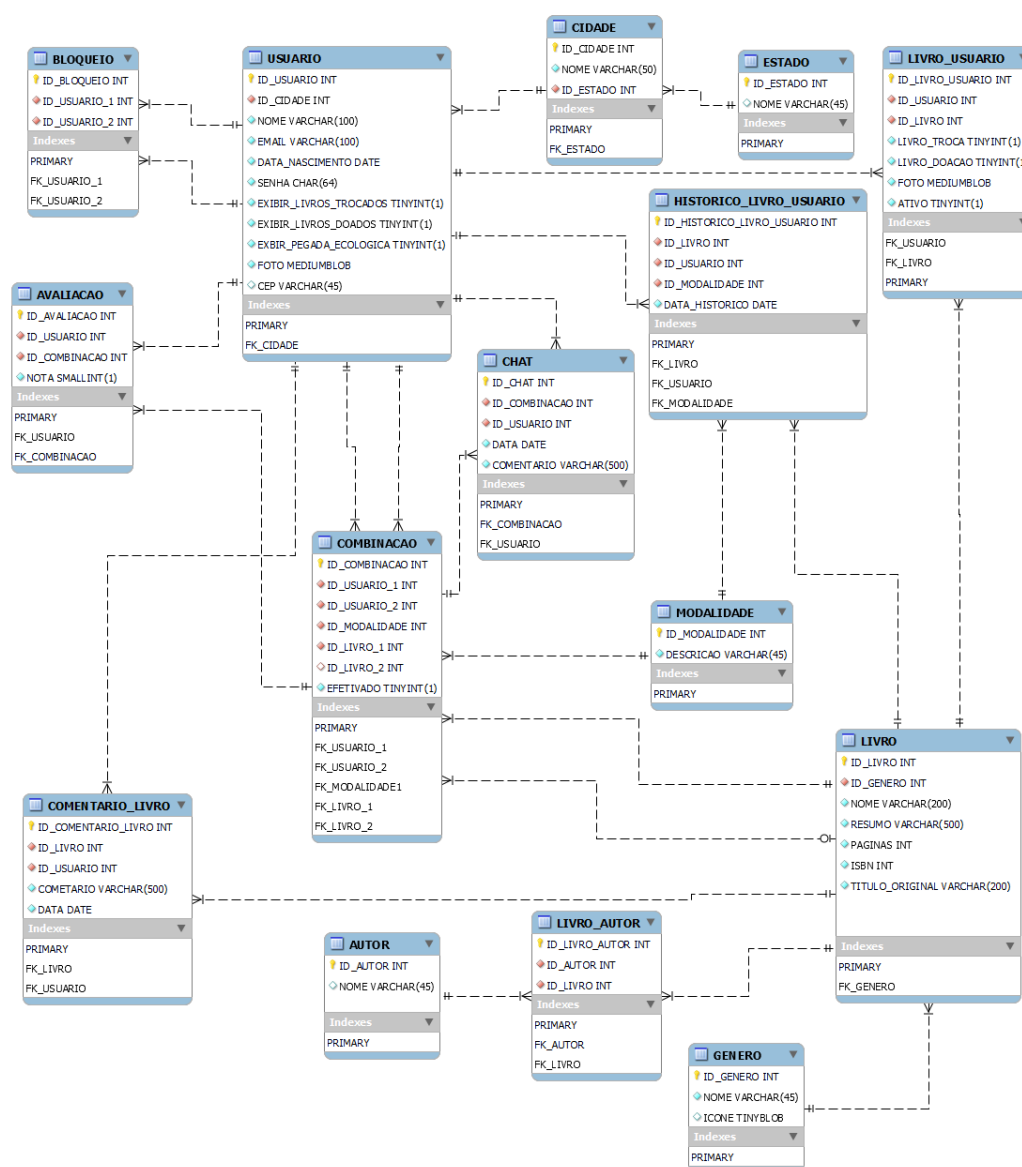 BLOQUEIO
ID_BLOQUEIO INT
ID_USUARIO_1 INT
ID_USUARIO_2 INT
Indexes
PRIMARY
FK_USUARIO_1
FK_USUARIO_2
USUARIO
ID_USUARIO INT
ID_CIDADE INT
NOME VARCHAR(100)
EMAIL VARCHAR(100)
DATA_NASCIMENTO DATE
SENHA CHAR(64)
EXIBIR_LIVROS_TROCADOS TINYINT(1)
EXIBIR_LIVROS_DOADOS TINYINT(1)
EXBIR_PEGADA_ECOLOGICA TINYINT(1)
FOTO MEDIUMBLOB
CEP VARCHAR(45)
Indexes
PRIMARY
FK_CIDADE
CIDADE
ID_CIDADE INT
NOME VARCHAR(50)
ID_ESTADO INT
Indexes
PRIMARY
FK_ESTADO
ESTADO
ID_ESTADO INT
NOME VARCHAR(45)
Indexes
PRIMARY
LIVRO_USUARIO
ID_LIVRO_USUARIO INT
ID_USUARIO INT
ID_LIVRO INT
LIVRO_TROCA TINYINT(1)
LIVRO_DOACAO TINYINT(1
FOTO MEDIUMBLOB
ATIVO TINYINT(1)
Indexes
FK_USUARIO
FK_LIVRO
PRIMARY
HISTORICO_LIVRO_USUARIO
ID_HISTORICO_LIVRO_USUARIO INT
ID_LIVRO INT
ID_USUARIO INT
ID_MODALIDADE INT
DATA_HISTORICO DATE
Indexes
PRIMARY
FK_LIVRO
FK_USUARIO
FK_MODALIDADE
AVALIACAO
ID_AVALIACAO INT
ID_USUARIO INT
ID_COMBINACAO INT
NOTA SMALLINT(1)
Indexes
PRIMARY
FK_USUARIO
FK_COMBINACAO
CHAT
ID_CHAT INT
ID_COMBINACAO INT
ID_USUARIO INT
DATA DATE
COMENTARIO VARCHAR(500)
Indexes
PRIMARY
FK_COMBINACAO
FK_USUARIO
COMBINACAO
ID_COMBINACAO INT
ID_USUARIO_1 INT
ID_USUARIO_2 INT
ID_MODALIDADE INT
ID_LIVRO_1 INT
ID_LIVRO_2 INT
EFETIVADO TINYINT(1)
Indexes
PRIMARY
FK_USUARIO_1
FK_USUARIO_2
FK_MODALIDADE1
FK_LIVRO_1
FK_LIVRO_2
MODALIDADE
ID_MODALIDADE INT
DESCRICAO VARCHAR(45)
Indexes
PRIMARY
LIVRO
ID_LIVRO INT
ID_GENERO INT
NOME VARCHAR(200)
RESUMO VARCHAR(500)
PAGINAS INT
ISBN INT
TITULO_ORIGINAL VARCHAR(200)
Indexes
PRIMARY
FK_GENERO
COMENTARIO_LIVRO
ID_COMENTARIO_LIVRO INT
ID_LIVRO INT
ID_USUARIO INT
COMETARIO VARCHAR(500)
DATA DATE
Indexes
PRIMARY
FK_LIVRO
FK_USUARIO
AUTOR
ID_AUTOR INT
NOME VARCHAR(45)
Indexes
PRIMARY
LIVRO_AUTOR
ID_LIVRO_AUTOR INT
ID_AUTOR INT
ID_LIVRO INT
Indexes
PRIMARY
FK_AUTOR
FK_LIVRO
GENERO
ID_GENERO INT
NOME VARCHAR(45)
ICONE TINYBLOB
Indexes
PRIMARY